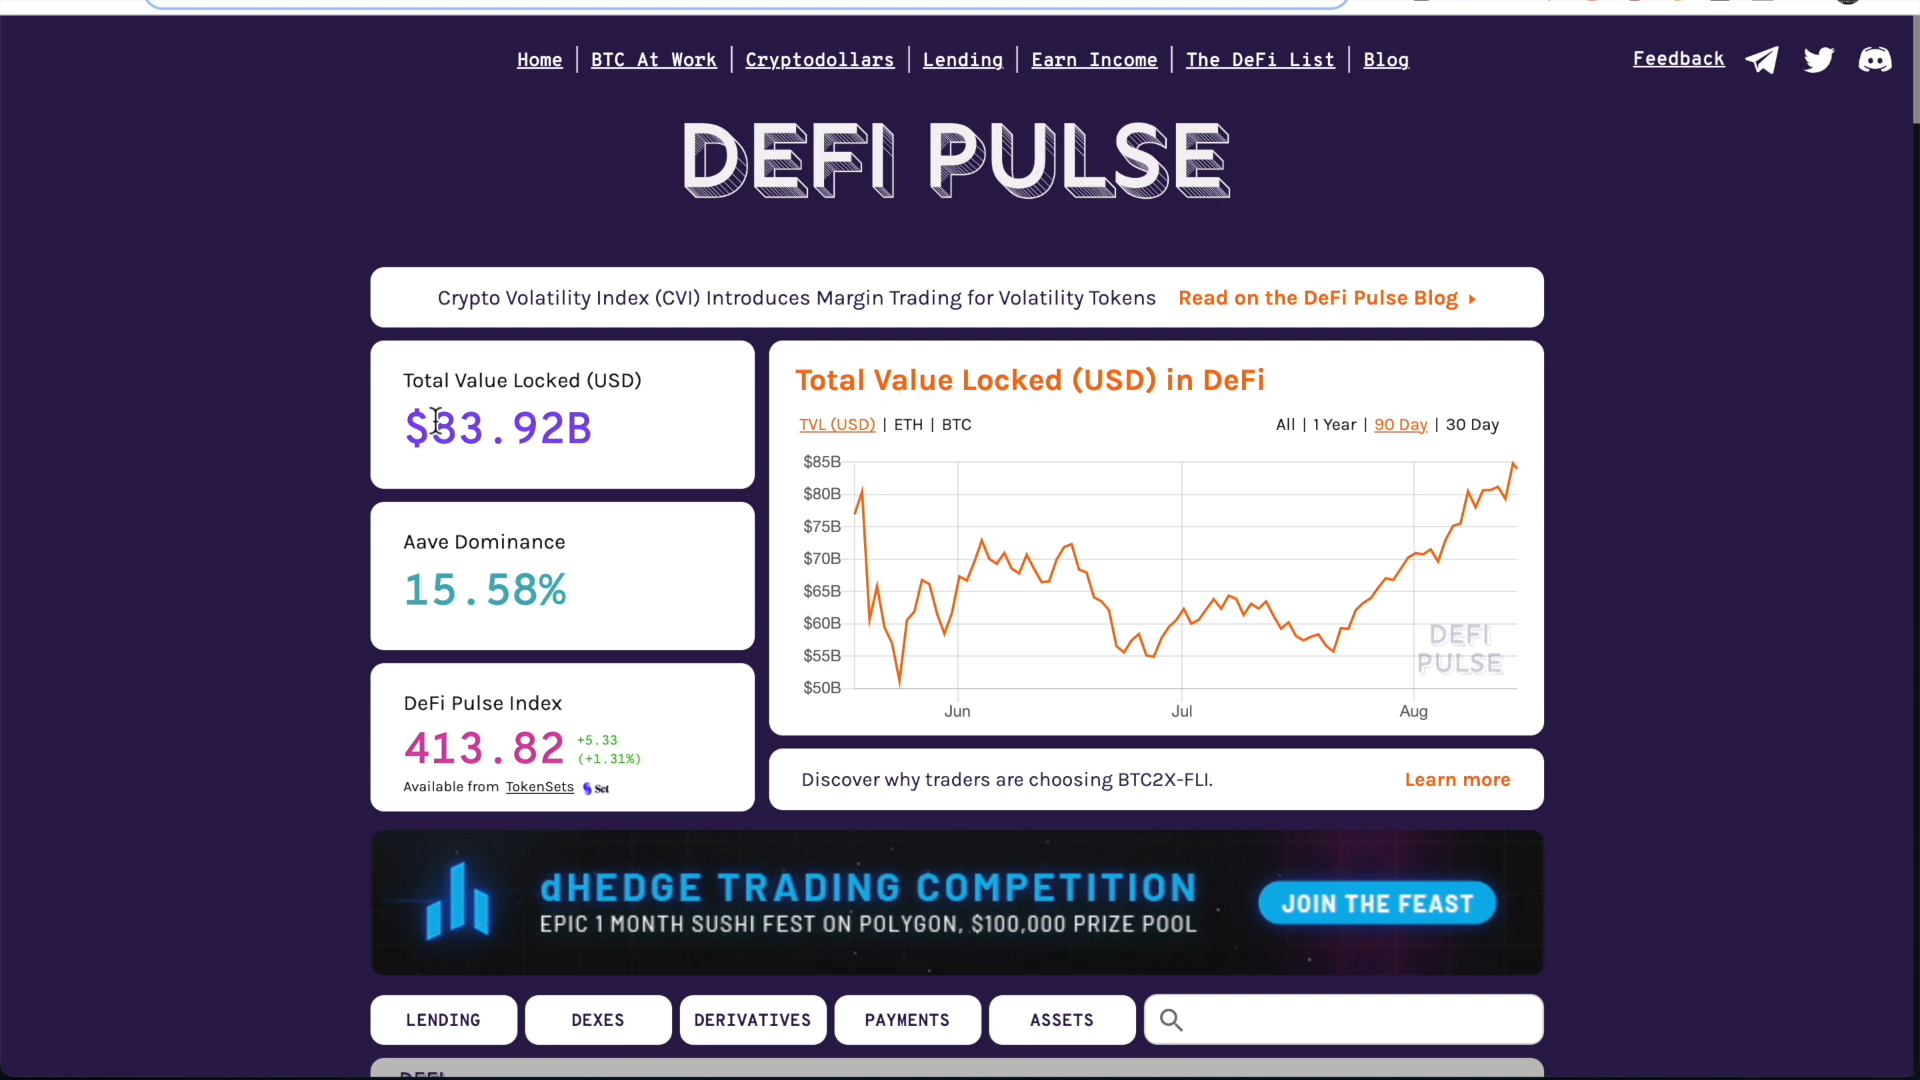 Home | BTC At Work | Cryptodollars | Lending | Earn Income | The DeFi List | Blog
Feedback
DEFI PULSE
Crypto Volatility Index (CVI) Introduces Margin Trading for Volatility Tokens Read on the DeFi Pulse Blog
Total Value Locked (USD)
$33.92B
Aave Dominance
15.58%
DeFi Pulse Index
413.82 +5.33
(+1.31%)
Available from TokenSets Set
Total Value Locked (USD) in DeFi
TVL (USD) | ETH | BTC
All | 1 Year | 90 Day | 30 Day
$85B
$80B
$75B
$70B
$65B
$60B
$55B
$50B
Jun Jul Aug
DEFI
PULSE
Discover why traders are choosing BTC2X-FLI. Learn more
dHEDGE TRADING COMPETITION
EPIC 1 MONTH SUSHI FEST ON POLYGON, $100,000 PRIZE POOL
JOIN THE FEAST
LENDING DEXES DERIVATIVES PAYMENTS ASSETS